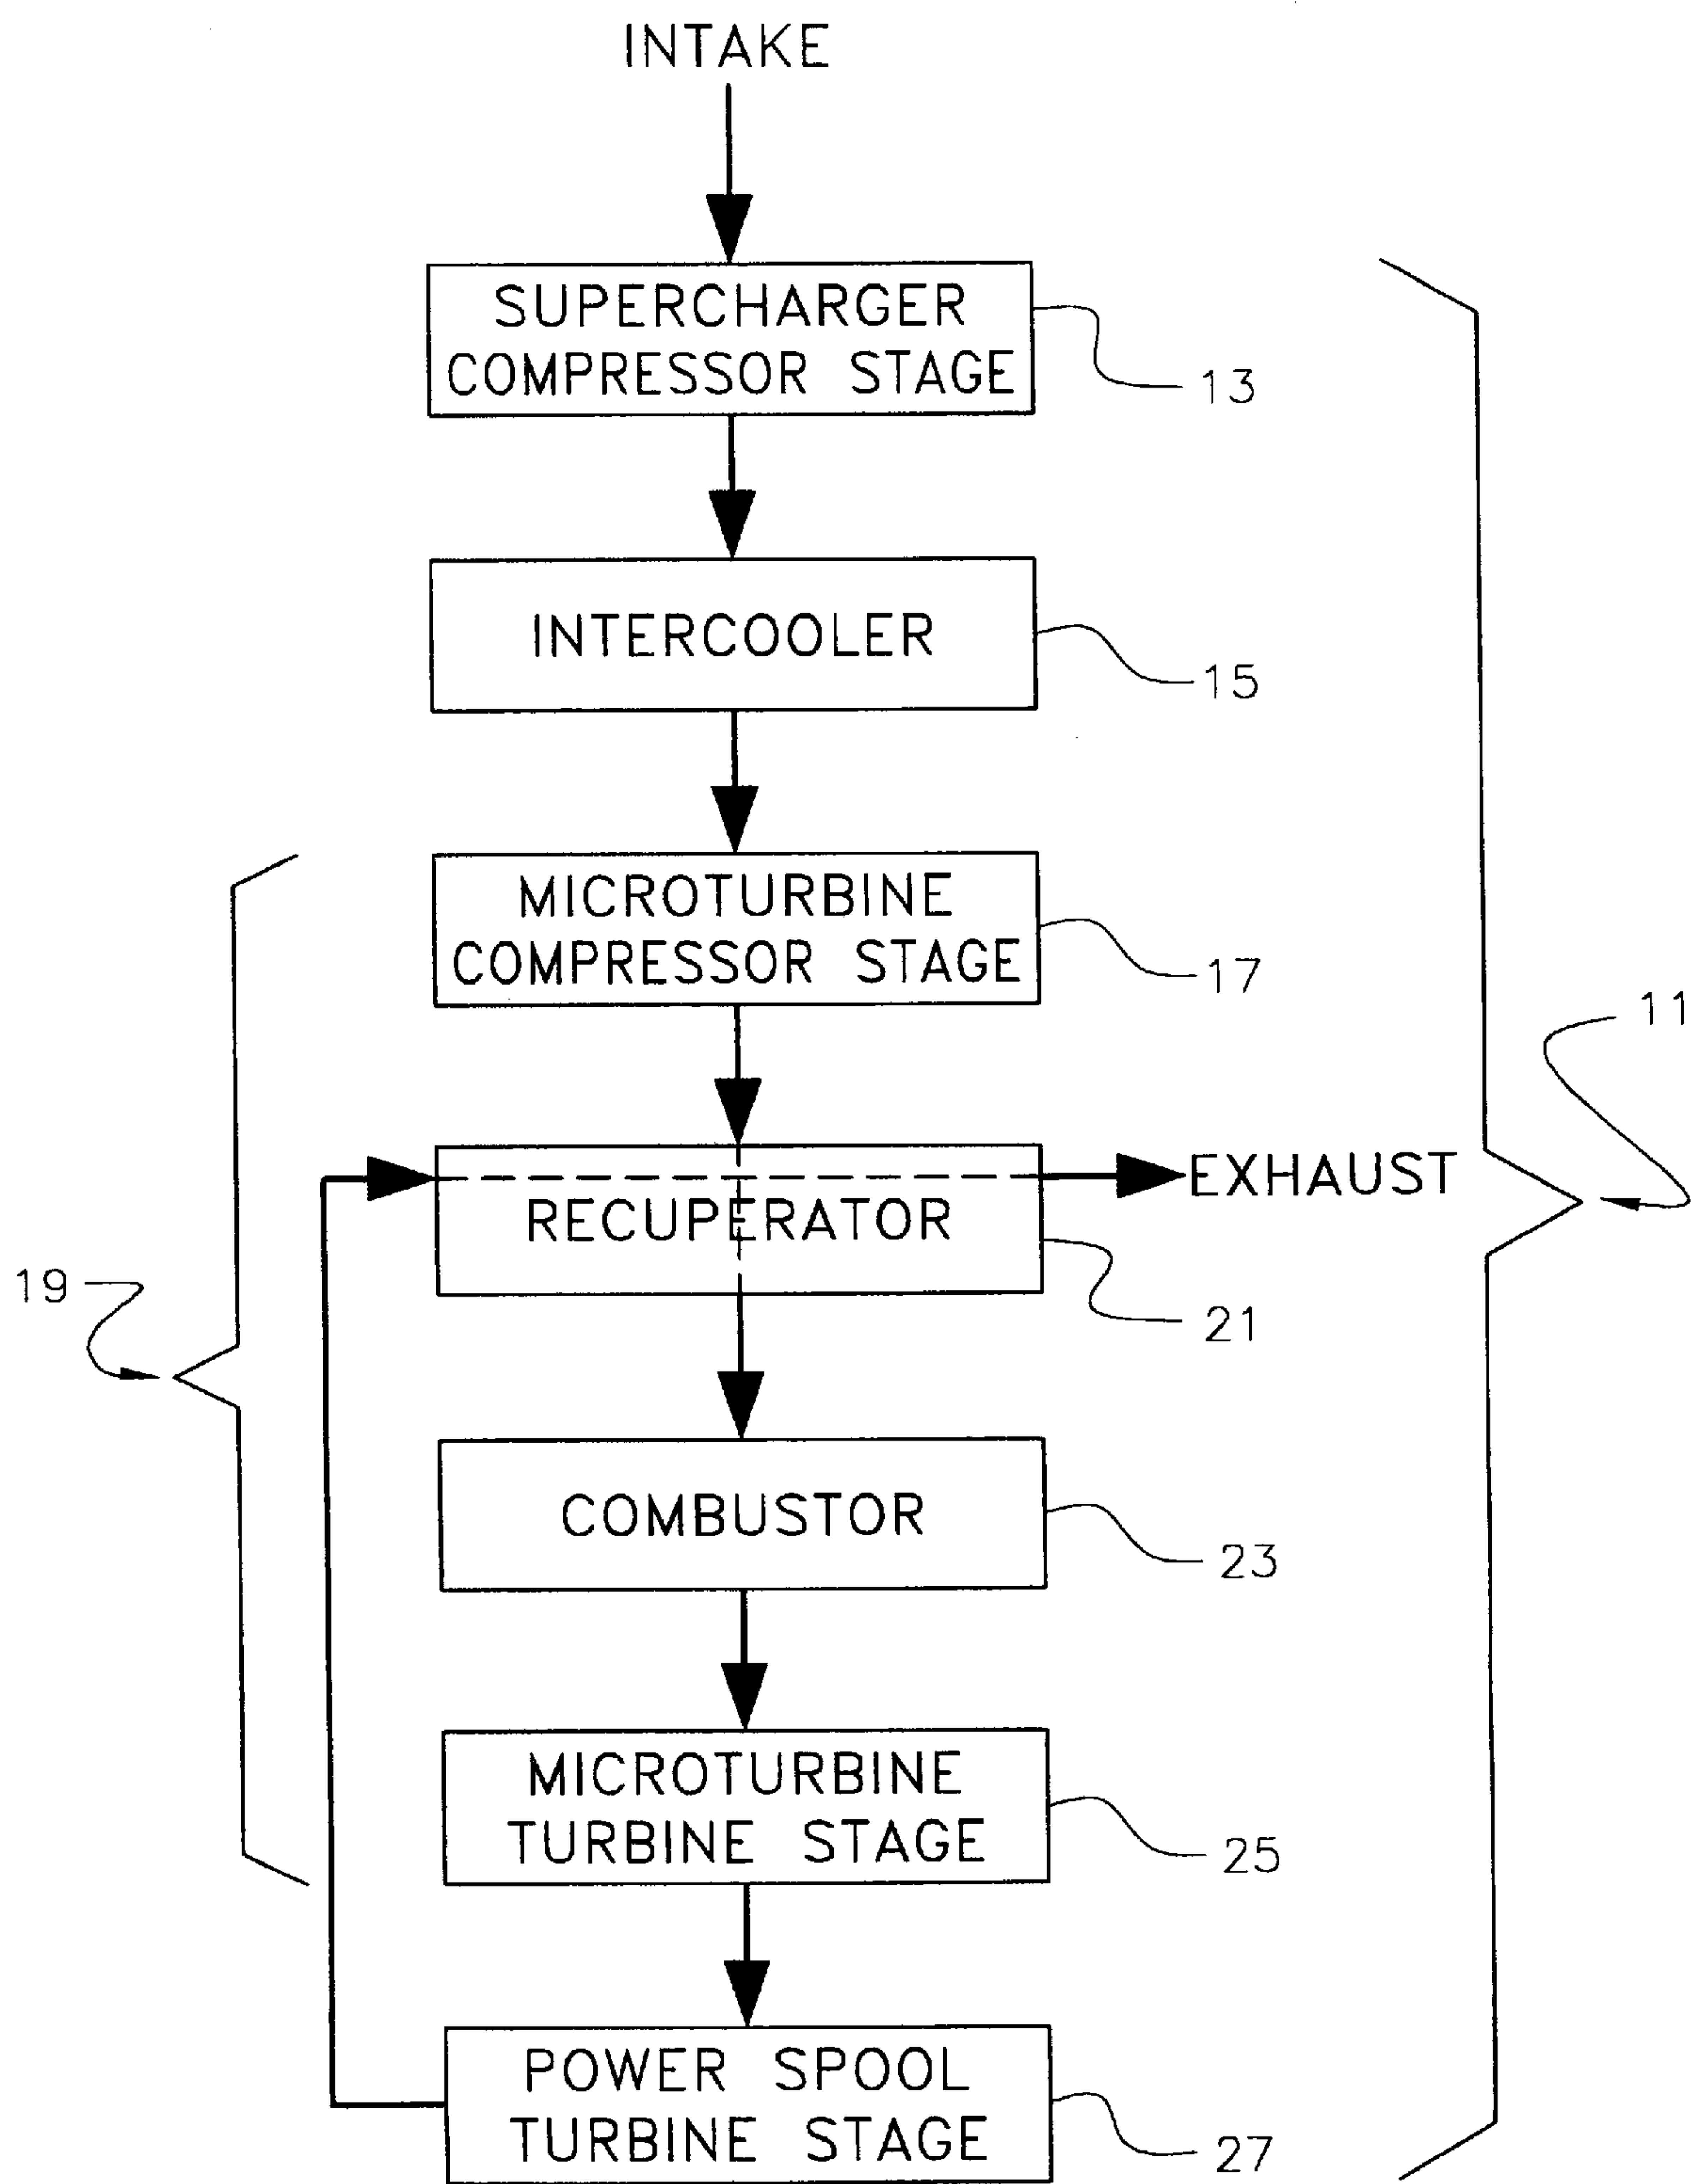 INTAKE
SUPERCHARGER
COMPRESSOR STAGE
13
INTERCOOLER
15
MICROTURBINE
COMPRESSOR STAGE
17
11
EXHAUST
RECUPERATOR
19
21
COMBUSTOR
23
MICROTURBINE
TURBINE STAGE
25
POWER SPOOL
TURBINE STAGE
27